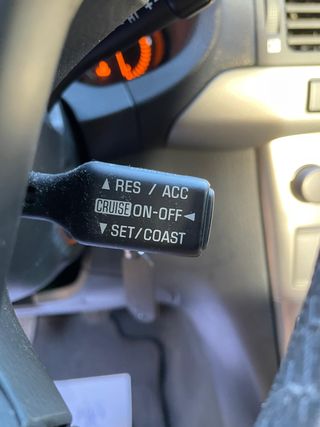 ▲ RES / ACC
CRUISE ON-OFF ◀
▼ SET/COAST